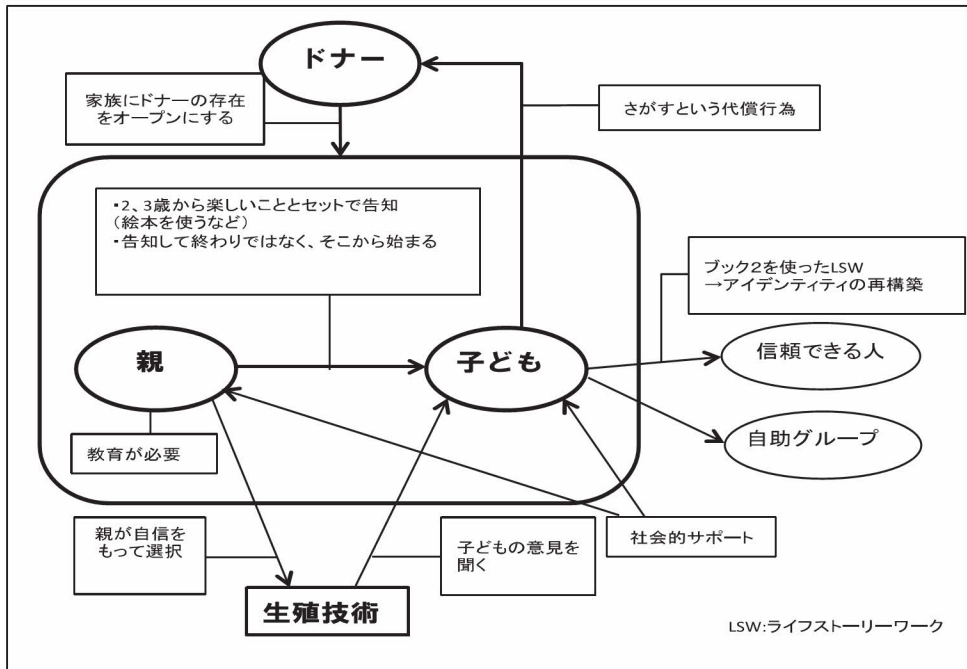 ドナー
家族にドナーの存在
をオープンにする
さがすという代償行為
・2、3歳から楽しいこととセットで告知
（絵本を使うなど）
・告知して終わりではなく、そこから始まる
ブック２を使ったLSW
→アイデンティティの再構築
親
子ども
信頼できる人
自助グループ
教育が必要
親が自信を
もって選択
子どもの意見を
聞く
社会的サポート
生殖技術
LSW:ライフストーリーワーク